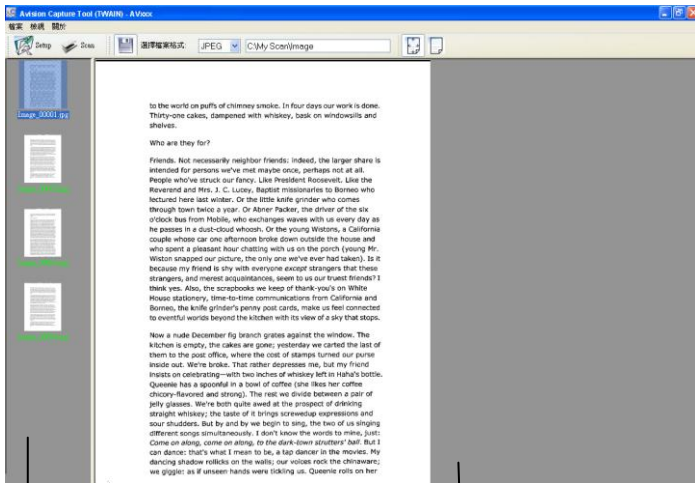 Avision Capture Tool (TWAIN) - AVxxx
檔案 檢視 關於
Setup Scan 選擇檔案格式: JPEG C:\My Scan\Image
Image_00001.jpg
to the world on puffs of chimney smoke. In four days our work is done.
Thirty-one cakes, dampened with whiskey, bask on windowsills and
shelves.
Who are they for?
Friends. Not necessarily neighbor friends: indeed, the larger share is
intended for persons we've met maybe once, perhaps not at all.
People who've struck our fancy. Like President Roosevelt. Like the
Reverend and Mrs. J. C. Lucey, Baptist missionaries to Borneo who
lectured here last winter. Or the little knife grinder who comes
through town twice a year. Or Abner Packer, the driver of the six
o'clock bus from Mobile, who exchanges waves with us every day as
he passes in a dust-cloud whoosh. Or the young Wistons, a California
couple whose car one afternoon broke down outside the house and
who spent a pleasant hour chatting with us on the porch (young Mr.
Wiston snapped our picture, the only one we've ever had taken). Is it
because my friend is shy with everyone except strangers that these
strangers, and merest acquaintances, seem to us our truest friends? I
think yes. Also, the scrapbooks we keep of thank-you's on White
House stationery, time-to-time communications from California and
Borneo, the knife grinder's penny post cards, make us feel connected
to eventful worlds beyond the kitchen with its view of a sky that stops.
Now a nude December fig branch grates against the window. The
kitchen is empty, the cakes are gone; yesterday we carted the last of
them to the post office, where the cost of stamps turned our purse
inside out. We're broke. That rather depresses me, but my friend
insists on celebrating—with two inches of whiskey left in Haha's bottle.
Queenie has a spoonful in a bowl of coffee (she likes her coffee
chicory-flavored and strong). The rest we divide between a pair of
jelly glasses. We're both quite awed at the prospect of drinking
straight whiskey; the taste of it brings screwedup expressions and
sour shudders. But by and by we begin to sing, the two of us singing
different songs simultaneously. I don't know the words to mine, just:
Come on along, come on along, to the dark-town strutters' ball. But I
can dance: that's what I mean to be, a tap dancer in the movies. My
dancing shadow rollicks on the walls; our voices rock the chinaware;
we giggle: as if unseen hands were tickling us. Queenie rolls on her